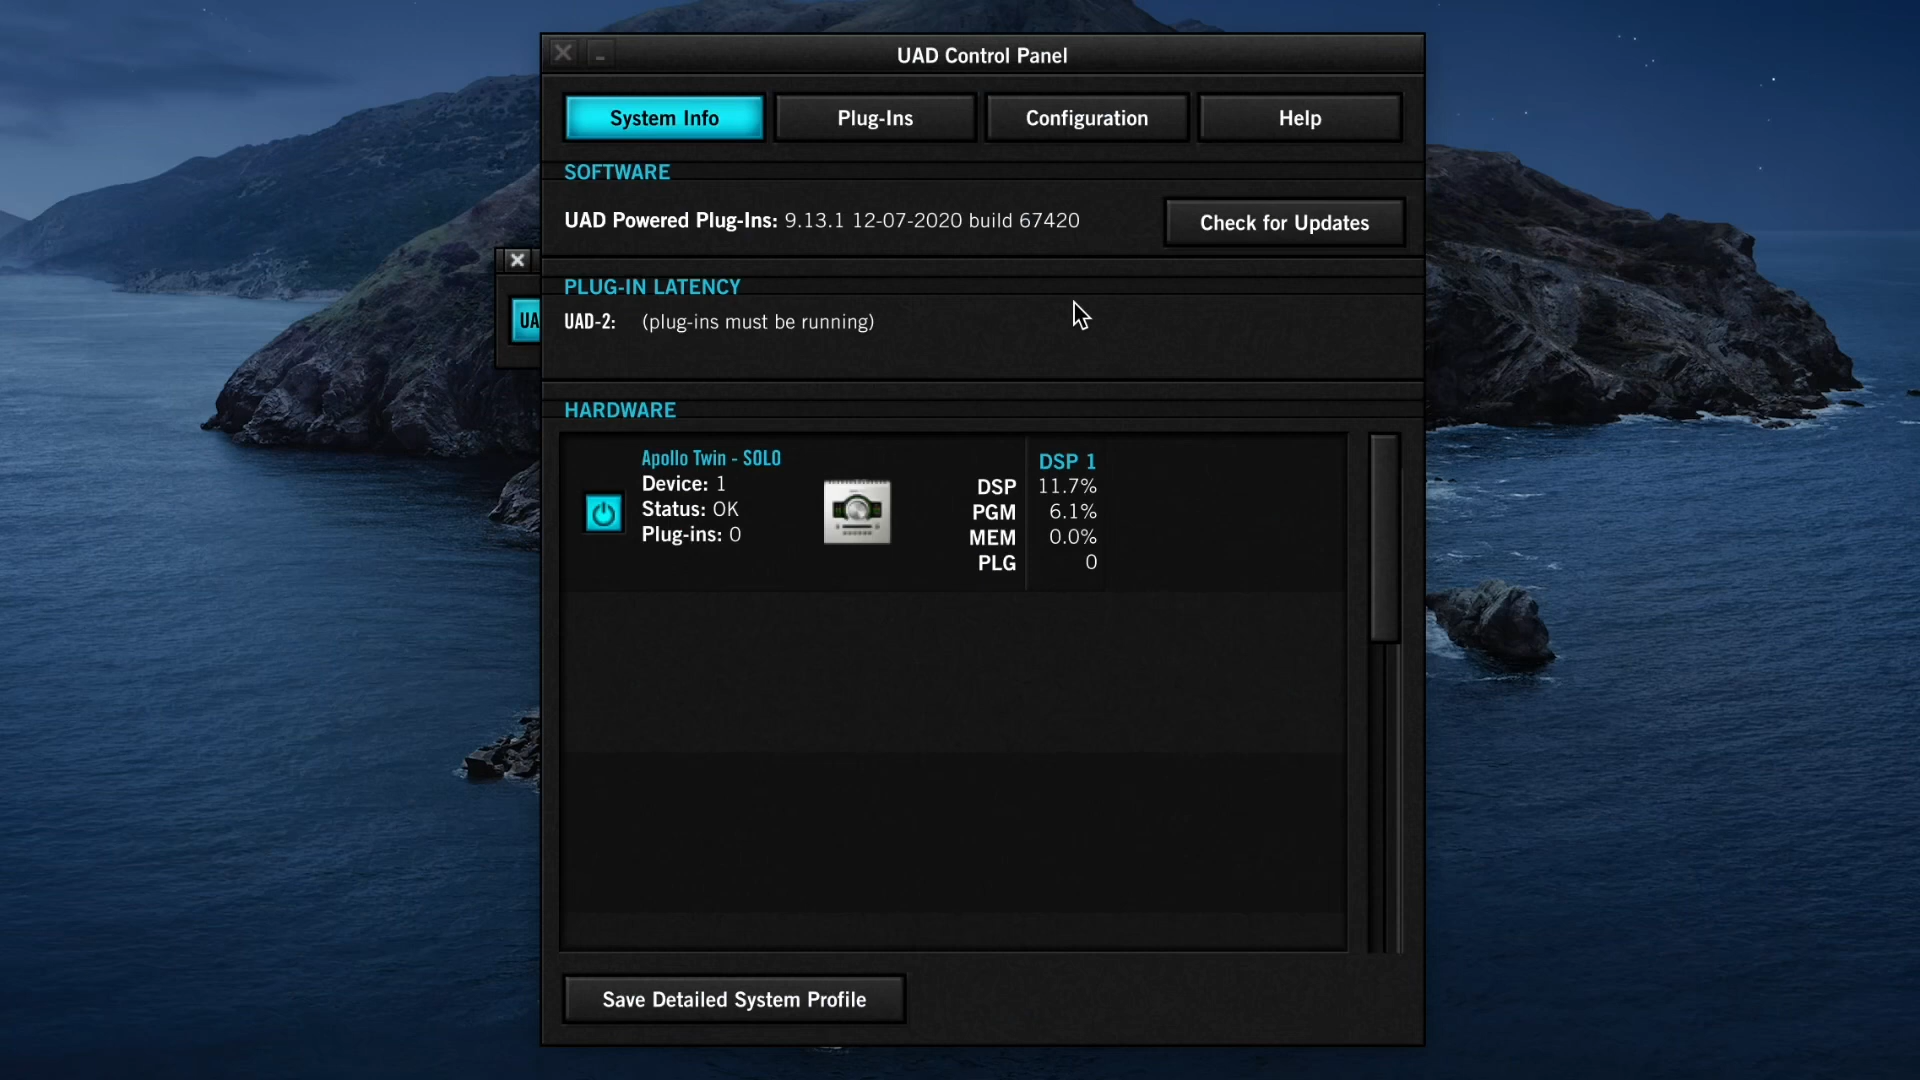 UAD Control Panel
System Info
Plug-Ins
Configuration
Help
SOFTWARE
UAD Powered Plug-Ins: 9.13.1 12-07-2020 build 67420
Check for Updates
PLUG-IN LATENCY
UAD-2: (plug-ins must be running)
UA
HARDWARE
Apollo Twin - SOLO
Device: 1
Status: OK
Plug-ins: 0
DSP 1
DSP 11.7%
PGM 6.1%
MEM 0.0%
PLG 0
Save Detailed System Profile